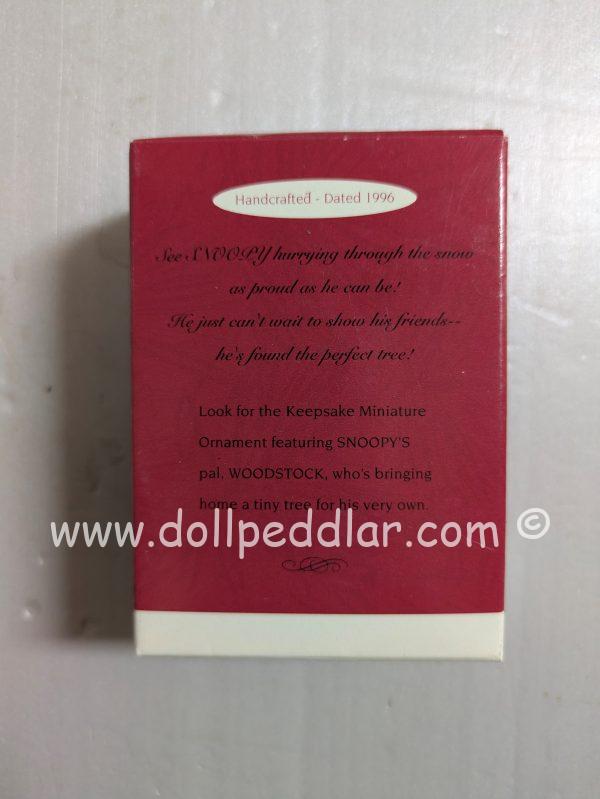 Handcrafted - Dated 1996
See SNOOPY hurrying through the snow
as proud as he can be!
He just can't wait to show his friends--
he's found the perfect tree!
Look for the Keepsake Miniature
Ornament featuring SNOOPY'S
pal, WOODSTOCK, who's bringing
home a tiny tree for his very own.
www.dollpeddlar.com ©